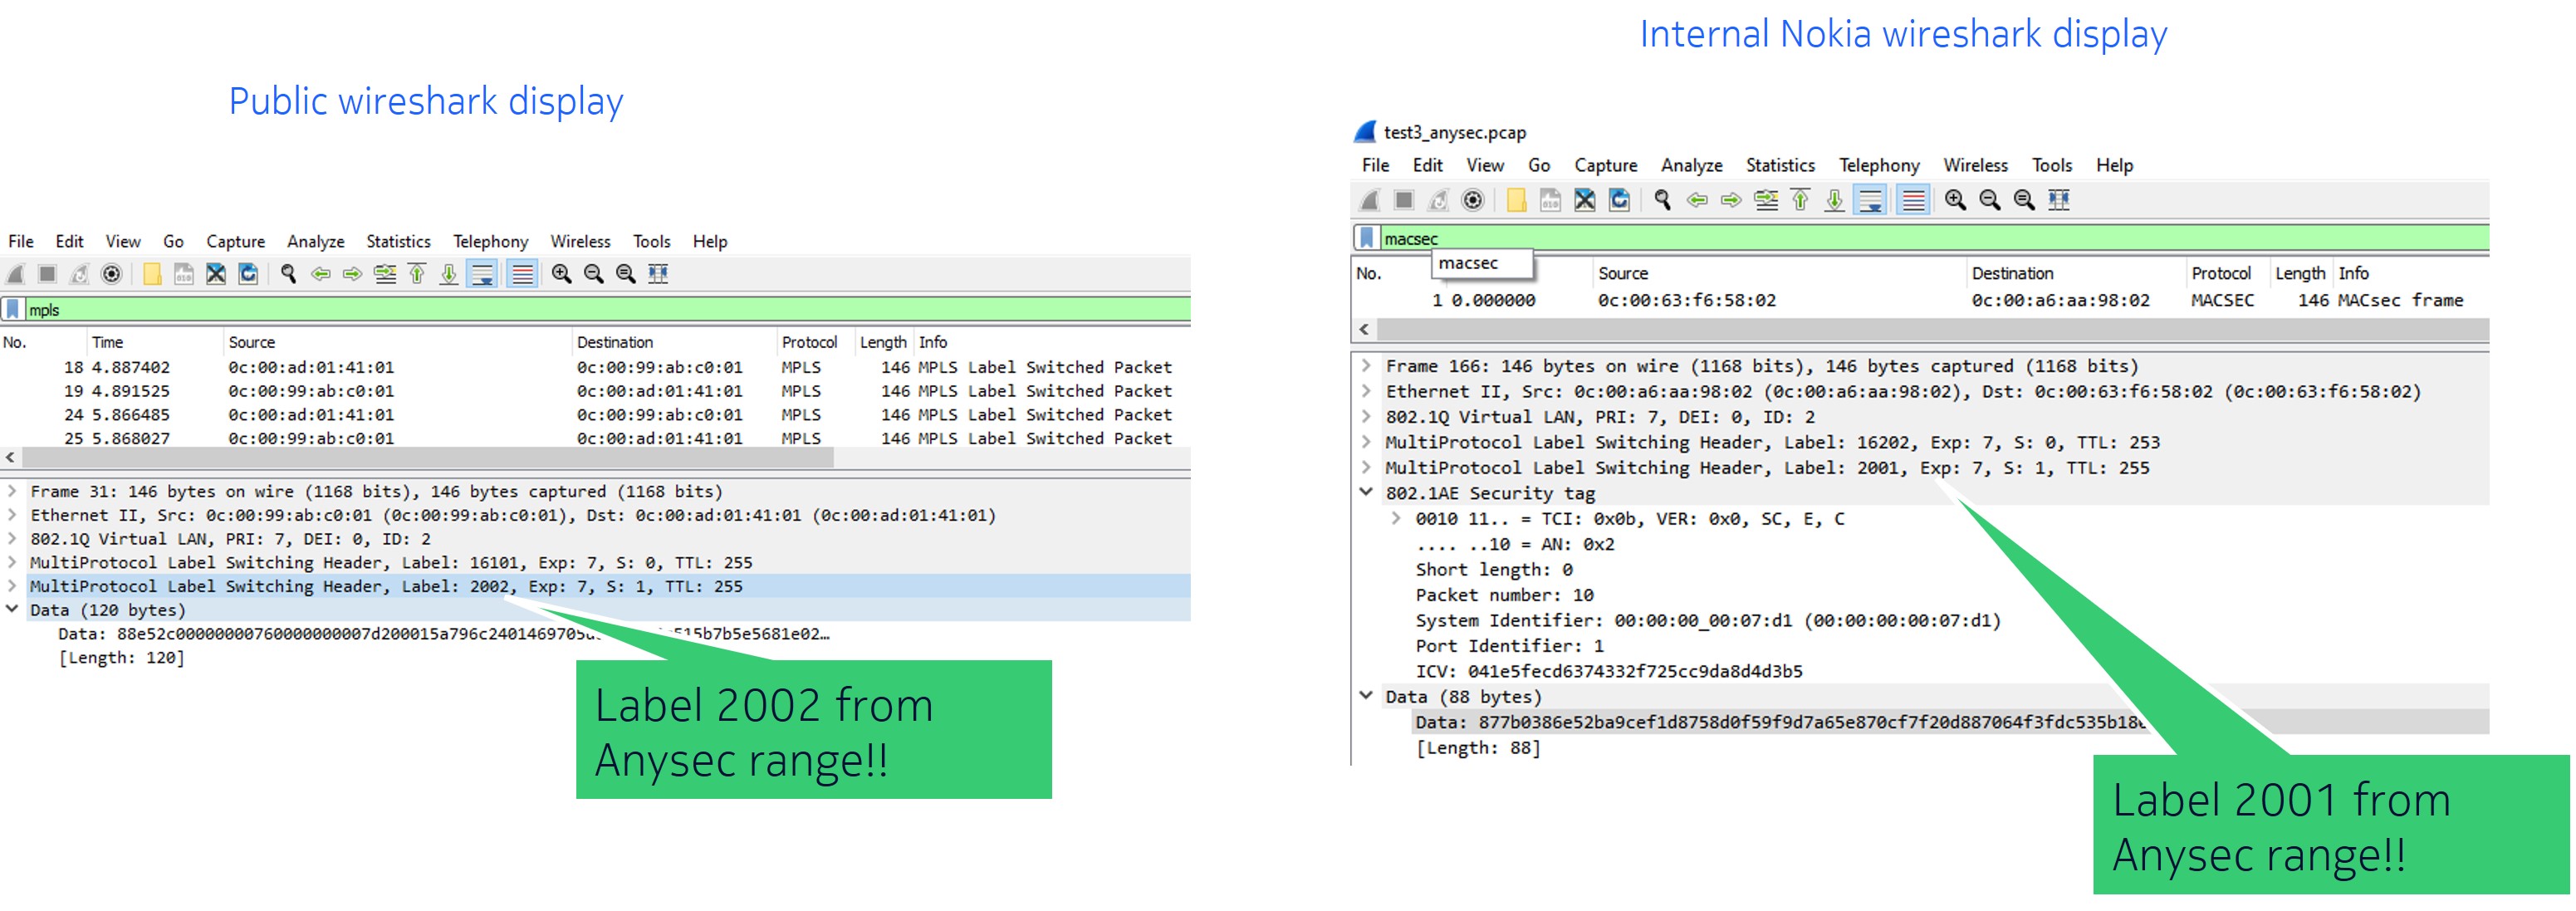 Public wireshark display
File Edit View Go Capture Analyze Statistics Telephony Wireless Tools Help
mpls
No. Time Source Destination Protocol Length Info
18 4.887402 0c:00:ad:01:41:01 0c:00:99:ab:c0:01 MPLS 146 MPLS Label Switched Packet
19 4.891525 0c:00:99:ab:c0:01 0c:00:ad:01:41:01 MPLS 146 MPLS Label Switched Packet
24 5.866485 0c:00:ad:01:41:01 0c:00:99:ab:c0:01 MPLS 146 MPLS Label Switched Packet
25 5.868027 0c:00:99:ab:c0:01 0c:00:ad:01:41:01 MPLS 146 MPLS Label Switched Packet
Frame 31: 146 bytes on wire (1168 bits), 146 bytes captured (1168 bits)
Ethernet II, Src: 0c:00:99:ab:c0:01 (0c:00:99:ab:c0:01), Dst: 0c:00:ad:01:41:01 (0c:00:ad:01:41:01)
802.1Q Virtual LAN, PRI: 7, DEI: 0, ID: 2
MultiProtocol Label Switching Header, Label: 16101, Exp: 7, S: 0, TTL: 255
MultiProtocol Label Switching Header, Label: 2002, Exp: 7, S: 1, TTL: 255
Data (120 bytes)
Data:
[Length: 120]
Label 2002 from
Anysec range!!
Internal Nokia wireshark display
test3_anysec.pcap
File Edit View Go Capture Analyze Statistics Telephony Wireless Tools Help
macsec
macsec
No. Source Destination Protocol Length Info
1 0.000000 0c:00:63:f6:58:02 0c:00:a6:aa:98:02 MACSEC 146 MACsec frame
Frame 166: 146 bytes on wire (1168 bits), 146 bytes captured (1168 bits)
Ethernet II, Src: 0c:00:a6:aa:98:02 (0c:00:a6:aa:98:02), Dst: 0c:00:63:f6:58:02 (0c:00:63:f6:58:02)
802.1Q Virtual LAN, PRI: 7, DEI: 0, ID: 2
MultiProtocol Label Switching Header, Label: 16202, Exp: 7, S: 0, TTL: 253
MultiProtocol Label Switching Header, Label: 2001, Exp: 7, S: 1, TTL: 255
802.1AE Security tag
0010 11.. = TCI: 0x0b, VER: 0x0, SC, E, C
.... ..10 = AN: 0x2
Short length: 0
Packet number: 10
System Identifier: 00:00:00_00:07:d1 (00:00:00:00:07:d1)
Port Identifier: 1
ICV: 041e5fecd6374332f725cc9da8d4d3b5
Data (88 bytes)
Data:
[Length: 88]
Label 2001 from
Anysec range!!